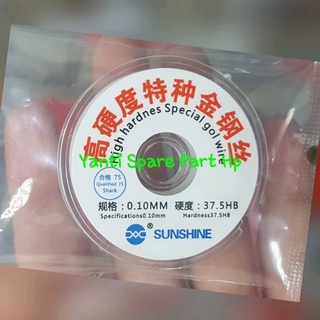 高硬度特种金钢丝
High hardnes Special gol wire
Yanti Spare Part Hp
合格 75
Qualified 75
Shark
规格：0.10MM 硬度：37.5HB
Specifications0.10mm Hardness37.5HB
® SUNSHINE